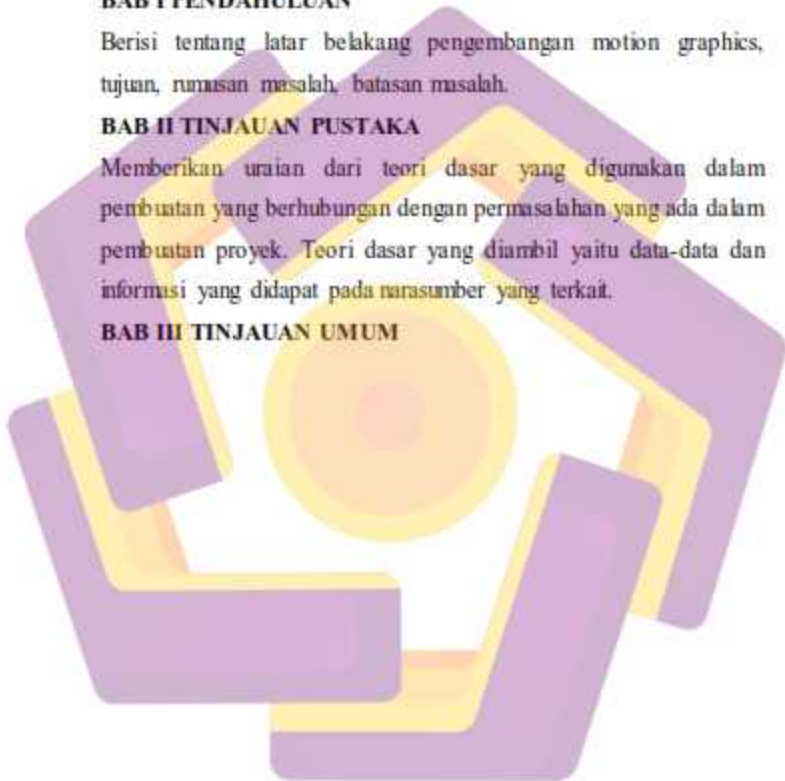 BAB I PENDAHULUAN
Berisi tentang latar belakang pengembangan motion graphics,
tujuan, rumusan masalah, batasan masalah.
BAB II TINJAUAN PUSTAKA
Memberikan uraian dari teori dasar yang digunakan dalam
pembuatan yang berhubungan dengan permasalahan yang ada dalam
pembuatan proyek. Teori dasar yang diambil yaitu data-data dan
informasi yang didapat pada narasumber yang terkait.
BAB III TINJAUAN UMUM